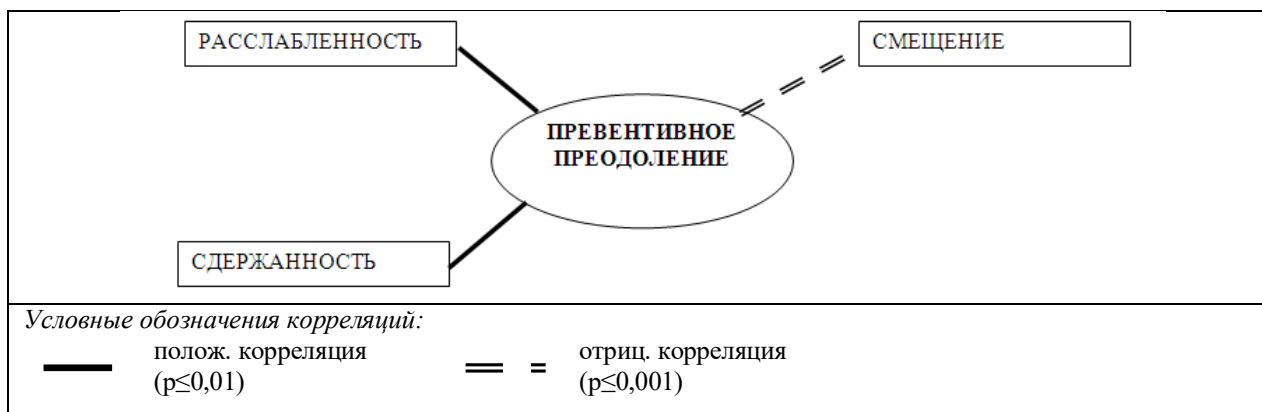 РАССЛАБЛЕННОСТЬ
СМЕЩЕНИЕ
ПРЕВЕНТИВНОЕ
ПРЕОДОЛЕНИЕ
СДЕРЖАННОСТЬ
Условные обозначения корреляций:
полож. корреляция
(p≤0,01)
отриц. корреляция
(p≤0,001)